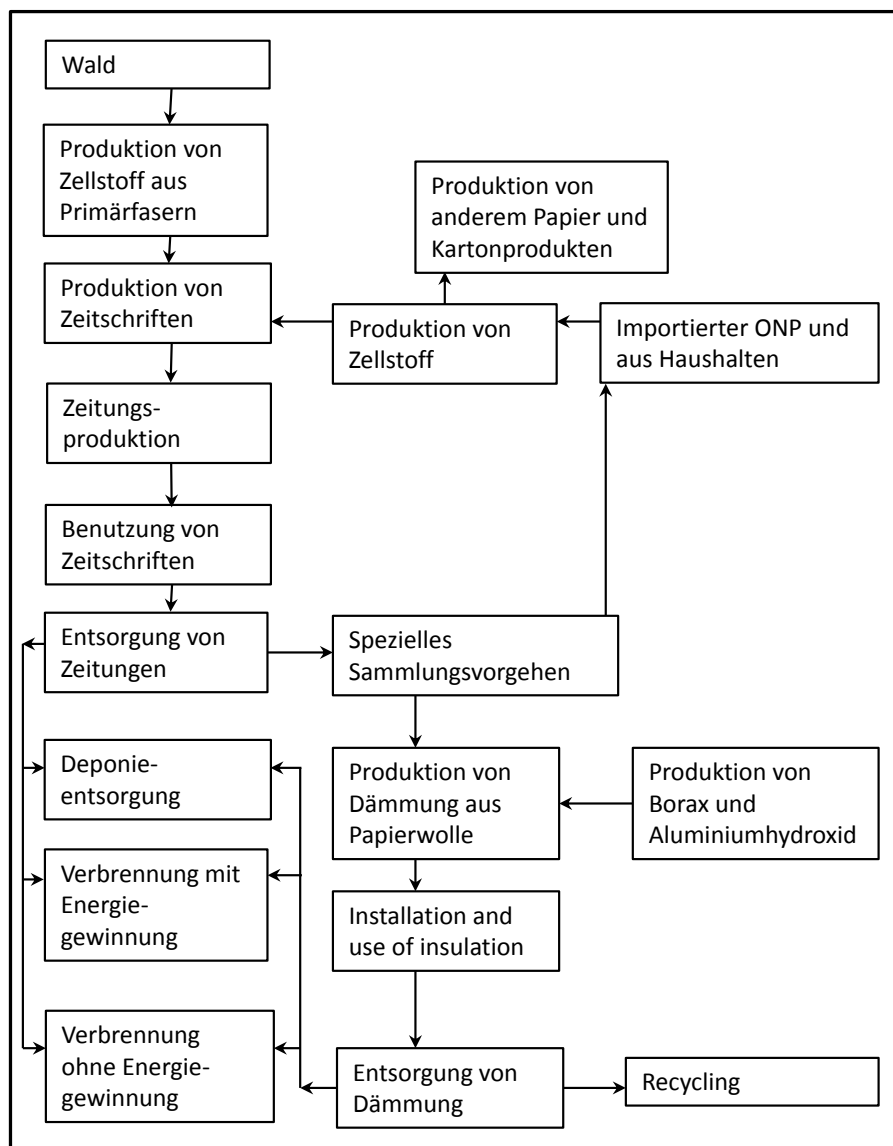 Wald
Produktion von
Zellstoff aus
Primärfasern
Produktion von
anderem Papier und
Kartonprodukten
Produktion von
Zeitschriften
Produktion von
Zellstoff
Importierter ONP und
aus Haushalten
Zeitungs-
produktion
Benutzung von
Zeitschriften
Entsorgung von
Zeitungen
Spezielles
Sammlungsvorgehen
Deponie-
entsorgung
Produktion von
Dämmung aus
Papierwolle
Produktion von
Borax und
Aluminiumhydroxid
Verbrennung mit
Energie-
gewinnung
Installation and
use of insulation
Verbrennung
ohne Energie-
gewinnung
Entsorgung von
Dämmung
Recycling